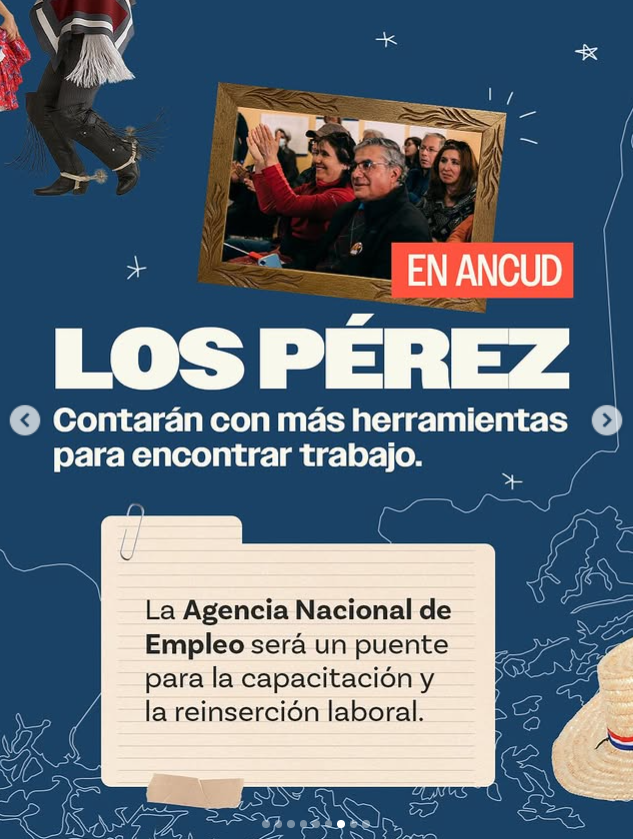 EN ANCUD
LOS PÉREZ
Contarán con más herramientas
para encontrar trabajo.
La Agencia Nacional de
Empleo será un puente
para la capacitación y
la reinserción laboral.